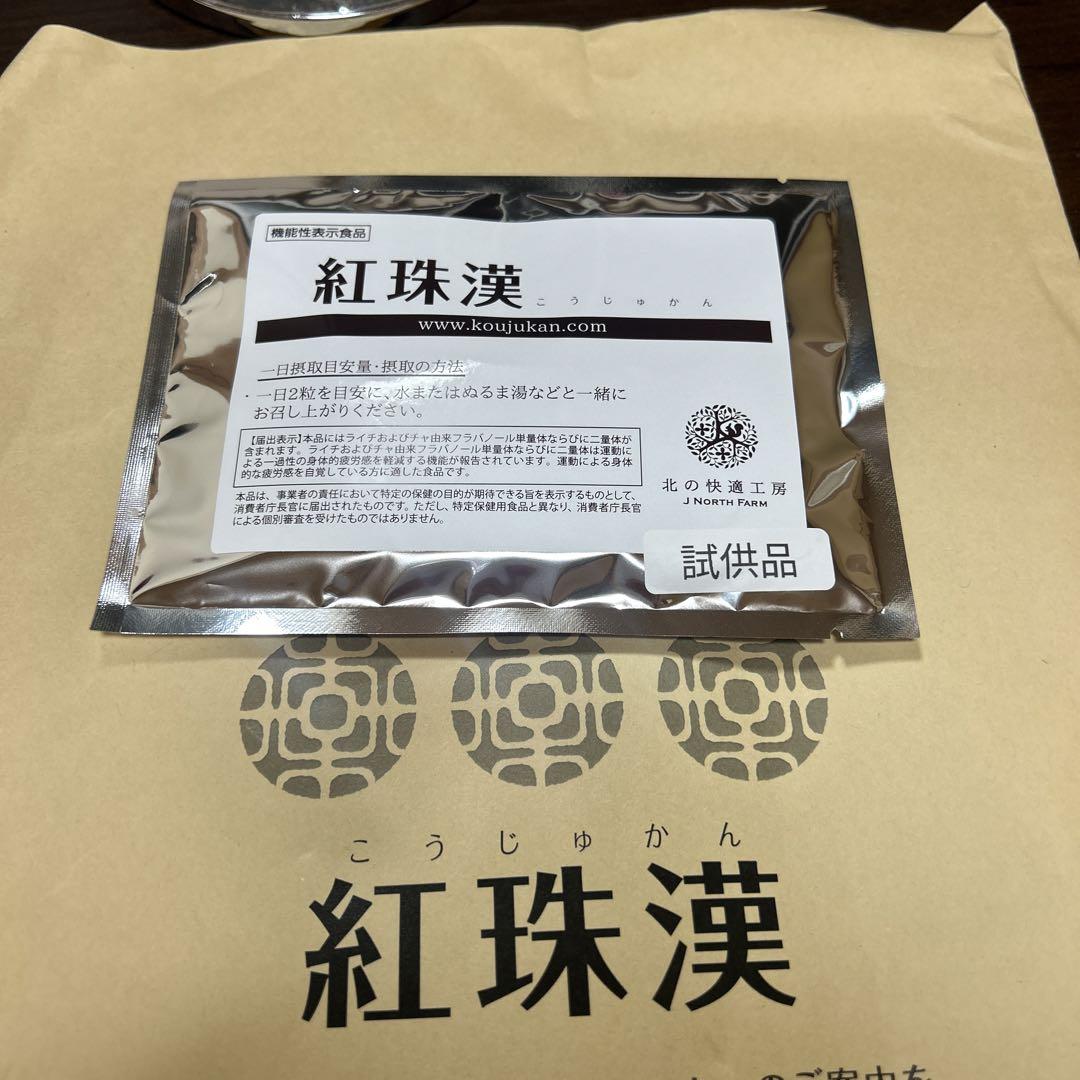 機能性表示食品
紅珠漢 こうじゅかん
www.koujukan.com
一日摂取目安量・摂取の方法
・一日2粒を目安に、水またはぬるま湯などと一緒に
お召し上がりください。
【届出表示】本品にはライチおよびチャ由来フラバノール単量体ならびに二量体が
含まれます。ライチおよびチャ由来フラバノール単量体ならびに二量体は運動に
よる一過性の身体的疲労感を軽減する機能が報告されています。運動による身体
的な疲労感を自覚している方に適した食品です。
本品は、事業者の責任において特定の保健の目的が期待できる旨を表示するものとして、
消費者庁長官に届出されたものです。ただし、特定保健用食品と異なり、消費者庁長官
による個別審査を受けたものではありません。
北の快適工房
J NORTH FARM
試供品
こうじゅかん
紅珠漢
のご案内を